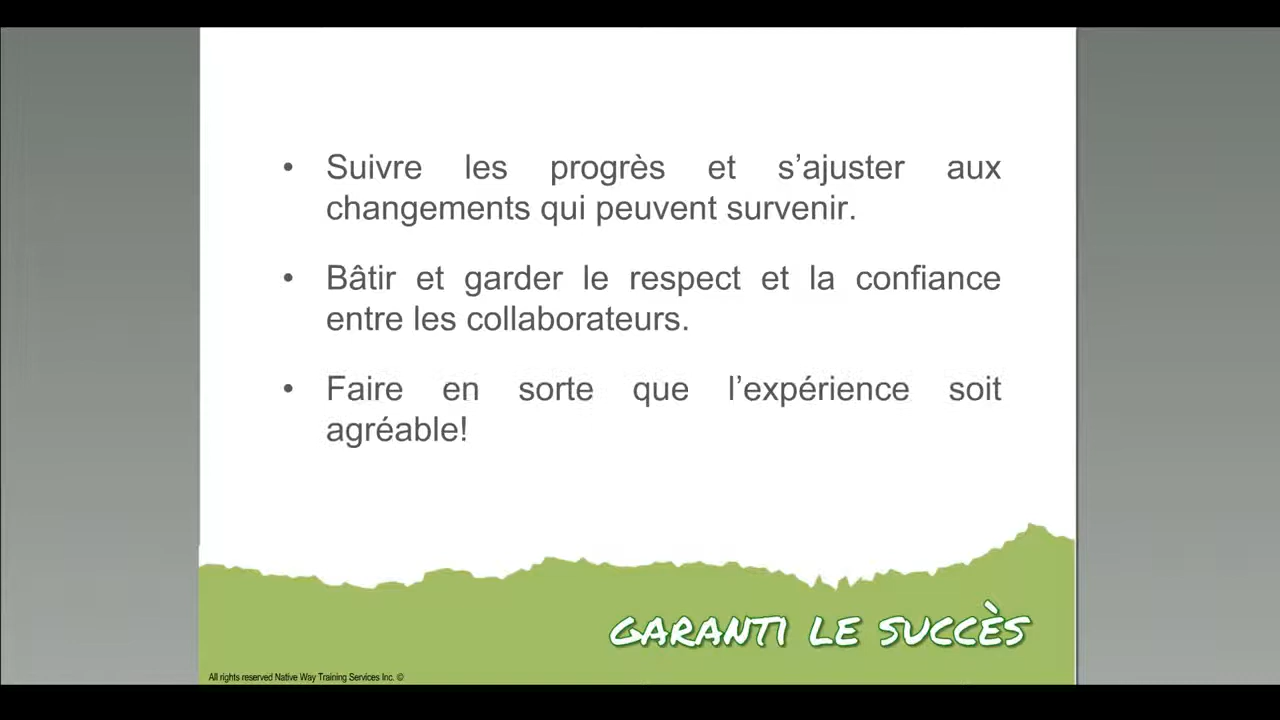 • Suivre les progrès et s’ajuster aux
changements qui peuvent survenir.
• Bâtir et garder le respect et la confiance
entre les collaborateurs.
• Faire en sorte que l’expérience soit
agréable!
GARANTI LE SUCCÈS
All rights reserved Native Way Training Services Inc. ©